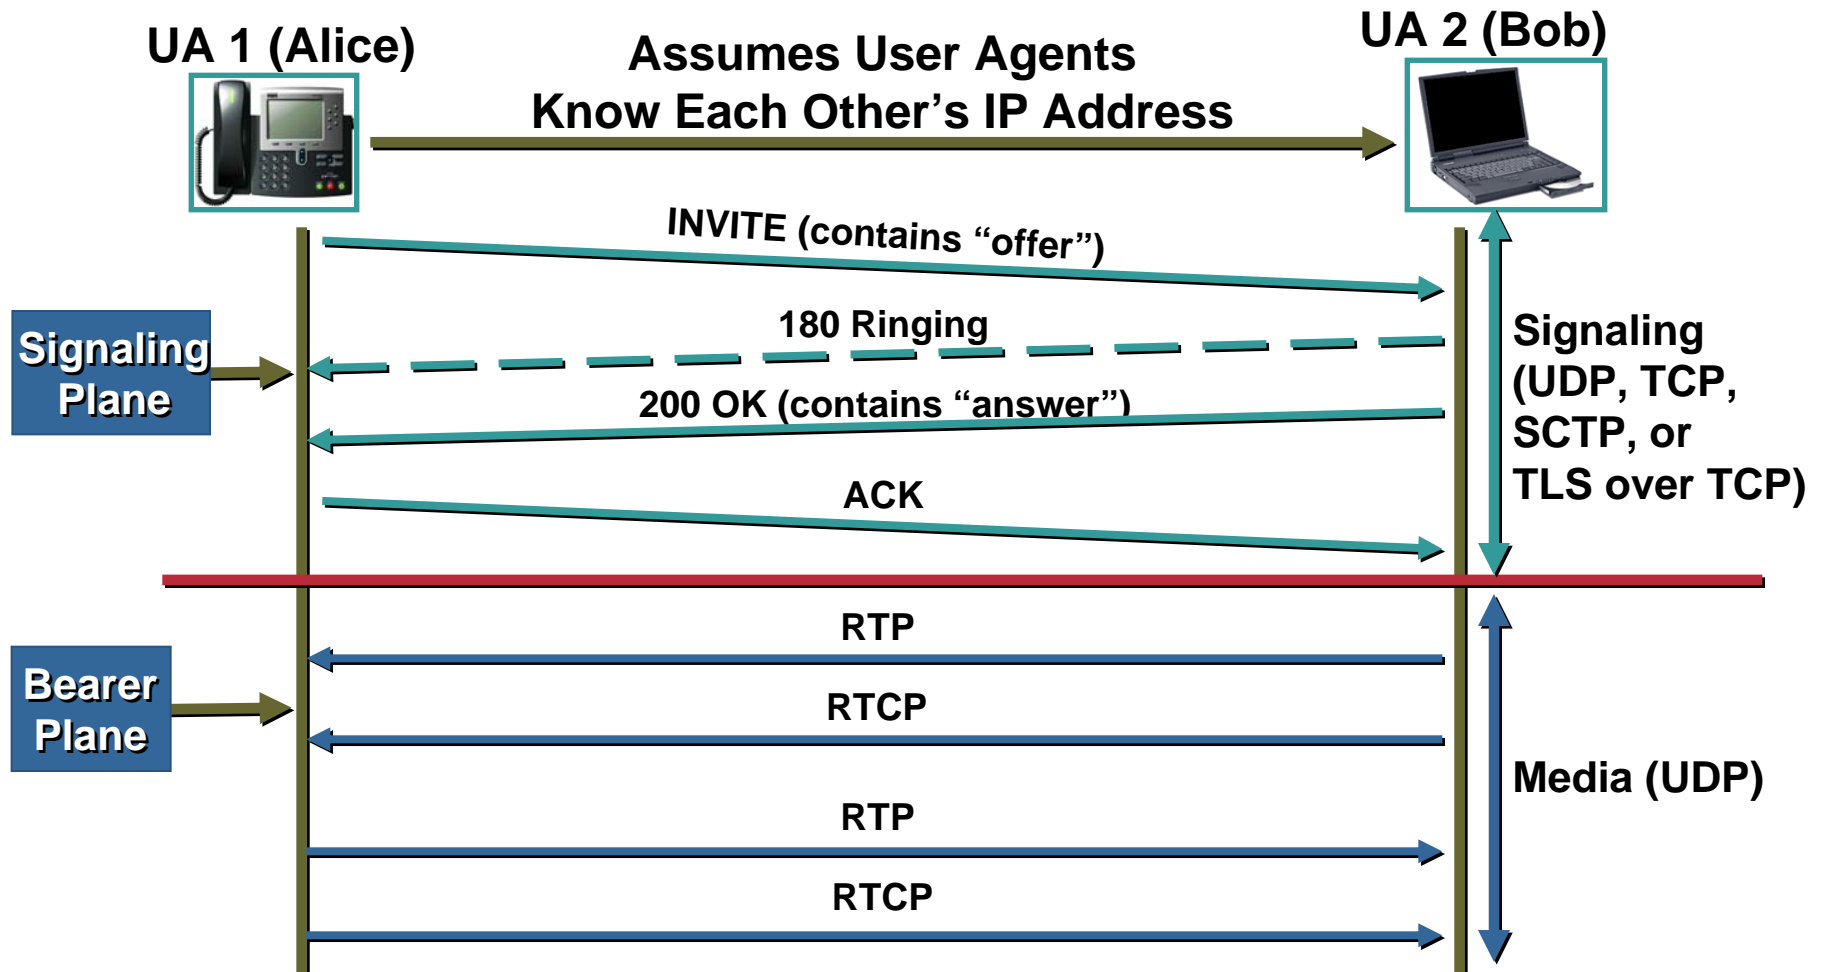 UA 1 (Alice)
Assumes User Agents
Know Each Other’s IP Address
UA 2 (Bob)
INVITE (contains “offer”)
180 Ringing
200 OK (contains “answer”)
ACK
Signaling
Plane
Signaling
(UDP, TCP,
SCTP, or
TLS over TCP)
RTP
RTCP
RTP
RTCP
Bearer
Plane
Media (UDP)